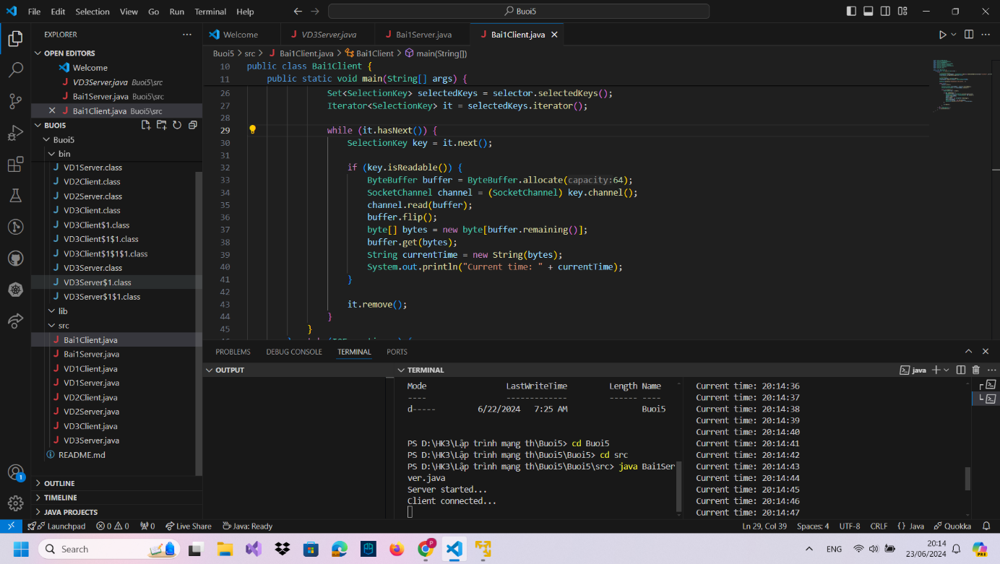 File Edit Selection View Go Run Terminal Help
Buoi5
EXPLORER
Welcome
VD3Server.java
Bai1Server.java
Bai1Client.java
OPEN EDITORS
Welcome
VD3Server.java Buoi5\src
Bai1Server.java Buoi5\src
Bai1Client.java Buoi5\src
BUOI5
Buoi5
bin
VD1Server.class
VD2Client.class
VD2Server.class
VD3Client.class
VD3Client$1.class
VD3Client$1$1.class
VD3Client$1$1$1.class
VD3Server.class
VD3Server$1.class
VD3Server$1$1.class
lib
src
Bai1Client.java
Bai1Server.java
VD1Client.java
VD1Server.java
VD2Client.java
VD2Server.java
VD3Client.java
VD3Server.java
README.md
OUTLINE
TIMELINE
JAVA PROJECTS
Buoi5 > src > Bai1Client.java > Bai1Client > main(String[])
10 public class Bai1Client {
11 public static void main(String[] args) {
26 Set<SelectionKey> selectedKeys = selector.selectedKeys();
27 Iterator<SelectionKey> it = selectedKeys.iterator();
28
29 while (it.hasNext()) {
30 SelectionKey key = it.next();
31
32 if (key.isReadable()) {
33 ByteBuffer buffer = ByteBuffer.allocate(capacity:64);
34 SocketChannel channel = (SocketChannel) key.channel();
35 channel.read(buffer);
36 buffer.flip();
37 byte[] bytes = new byte[buffer.remaining()];
38 buffer.get(bytes);
39 String currentTime = new String(bytes);
40 System.out.println("Current time: " + currentTime);
41 }
42
43 it.remove();
44 }
45 }
PROBLEMS DEBUG CONSOLE TERMINAL PORTS
OUTPUT
TERMINAL
java
Mode LastWriteTime Length Name
---- ------------- ------ ----
d----- 6/22/2024 7:25 AM Buoi5
PS D:\HK3\Lập trình mạng th\Buoi5> cd Buoi5
PS D:\HK3\Lập trình mạng th\Buoi5\Buoi5> cd src
PS D:\HK3\Lập trình mạng th\Buoi5\Buoi5\src> java Bai1Ser
ver.java
Server started...
Client connected...
Current time: 20:14:36
Current time: 20:14:37
Current time: 20:14:38
Current time: 20:14:39
Current time: 20:14:40
Current time: 20:14:41
Current time: 20:14:42
Current time: 20:14:43
Current time: 20:14:44
Current time: 20:14:45
Current time: 20:14:46
Current time: 20:14:47
1
Launchpad 0 0 0 Live Share Java: Ready
Ln 29, Col 39 Spaces: 4 UTF-8 CRLF {} Java Quokka
Search
P
ENG
20:14
23/06/2024
PRE